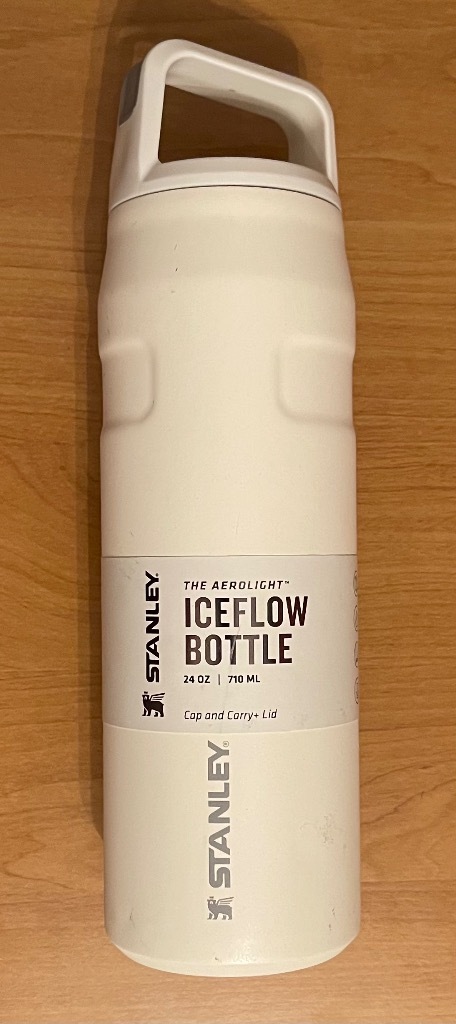 THE AEROLIGHT™
ICEFLOW
BOTTLE
24 OZ | 710 ML
Cap and Carry+ Lid
STANLEY.
STANLEY®